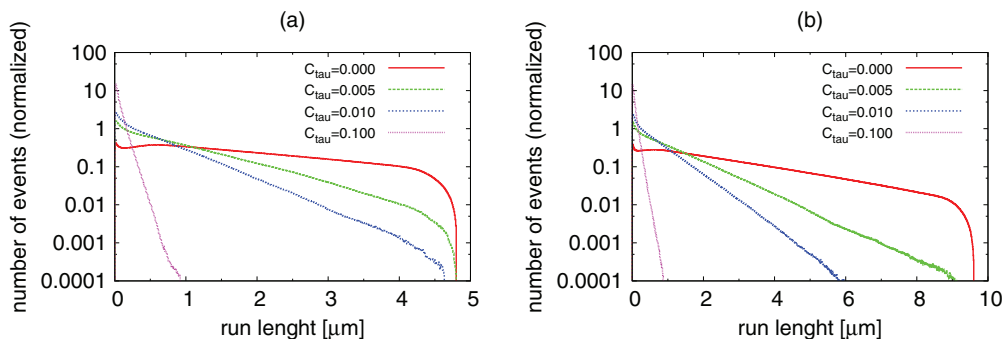 (a)
number of events (normalized)
100
10
1
0.1
0.01
0.001
0.0001
0
1
2
3
4
5
run lenght [μm]
C_tau=0.000
C_tau=0.005
C_tau=0.010
C_tau=0.100
(b)
number of events (normalized)
100
10
1
0.1
0.01
0.001
0.0001
0
2
4
6
8
10
run lenght [μm]
C_tau=0.000
C_tau=0.005
C_tau=0.010
C_tau=0.100